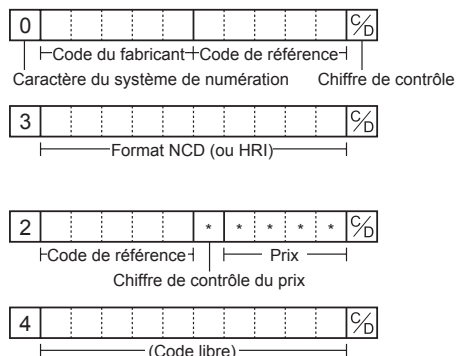 0 C/D
Code du fabricant Code de référence
Caractère du système de numération Chiffre de contrôle
3 C/D
Format NCD (ou HRI)
2 * * * * * C/D
Code de référence Prix
Chiffre de contrôle du prix
4 C/D
(Code libre)